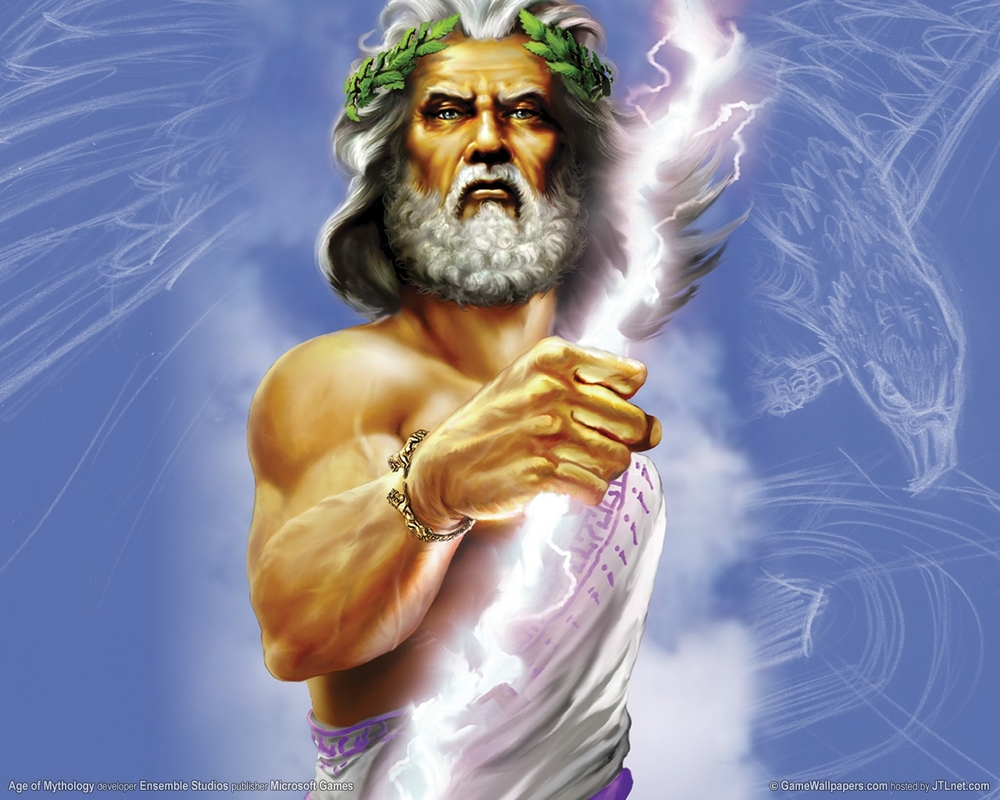 Age of Mythology developer Ensemble Studios publisher Microsoft Games
© GameWallpapers.com hosted by JTLnet.com